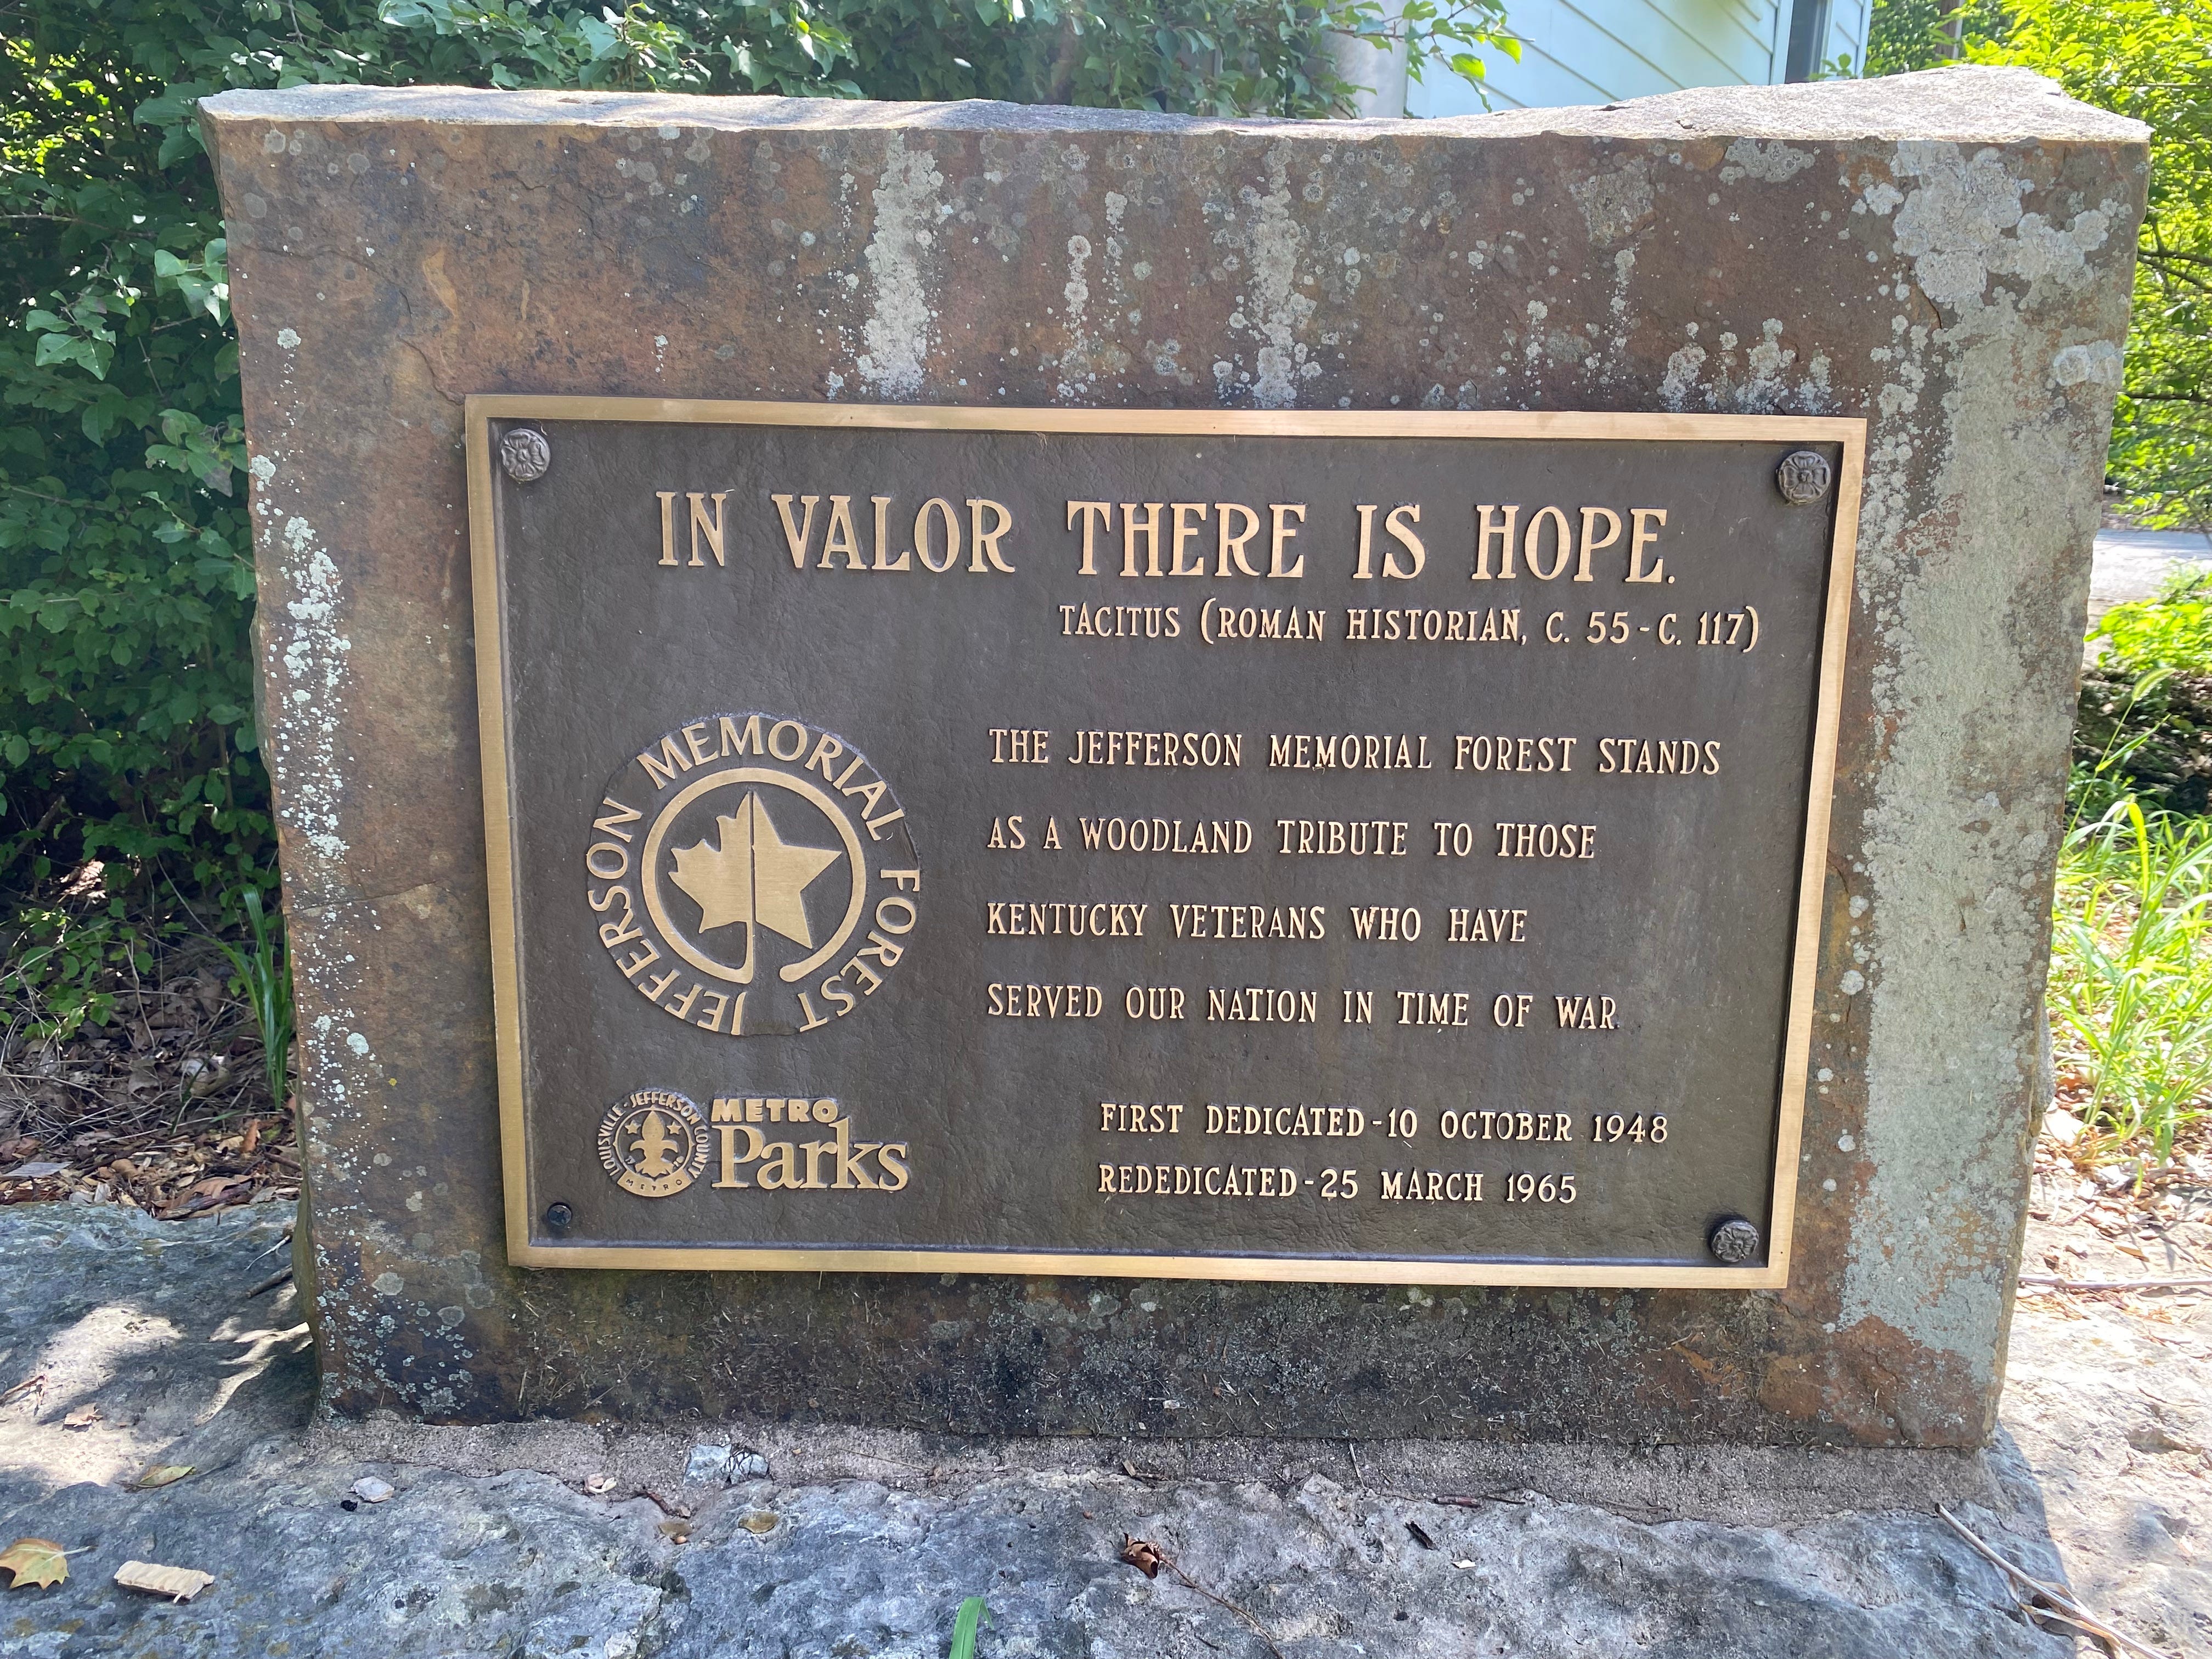 IN VALOR THERE IS HOPE.
TACITUS (ROMAN HISTORIAN, C. 55 - C. 117)
JEFFERSON MEMORIAL FOREST
THE JEFFERSON MEMORIAL FOREST STANDS
AS A WOODLAND TRIBUTE TO THOSE
KENTUCKY VETERANS WHO HAVE
SERVED OUR NATION IN TIME OF WAR.
LOUISVILLE - JEFFERSON COUNTY
METRO
METRO
Parks
FIRST DEDICATED - 10 OCTOBER 1948
REDEDICATED - 25 MARCH 1965